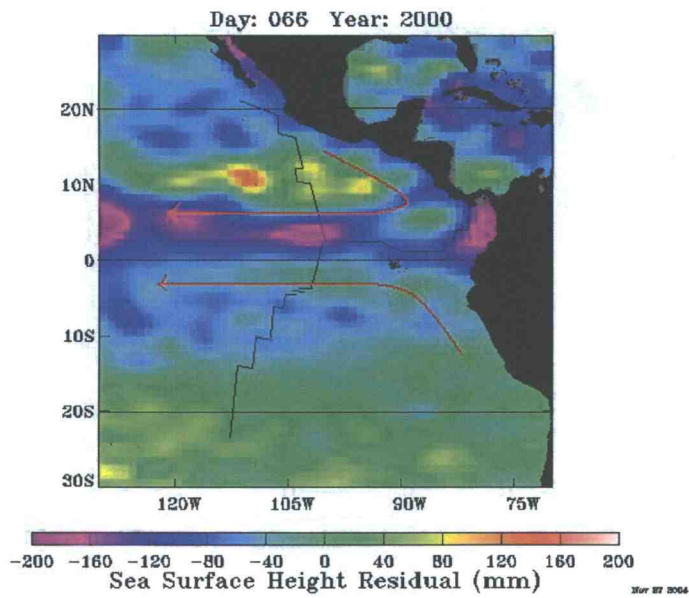 Day: 066 Year: 2000
20N
10N
0
10S
20S
30S
120W 105W 90W 75W
-200 -160 -120 -80 -40 0 40 80 120 160 200
Sea Surface Height Residual (mm)